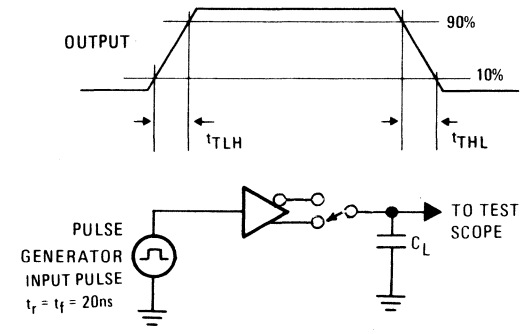 90%
OUTPUT
10%
tTLH
tTHL
PULSE
GENERATOR
INPUT PULSE
tr = tf = 20ns
TO TEST
SCOPE
CL